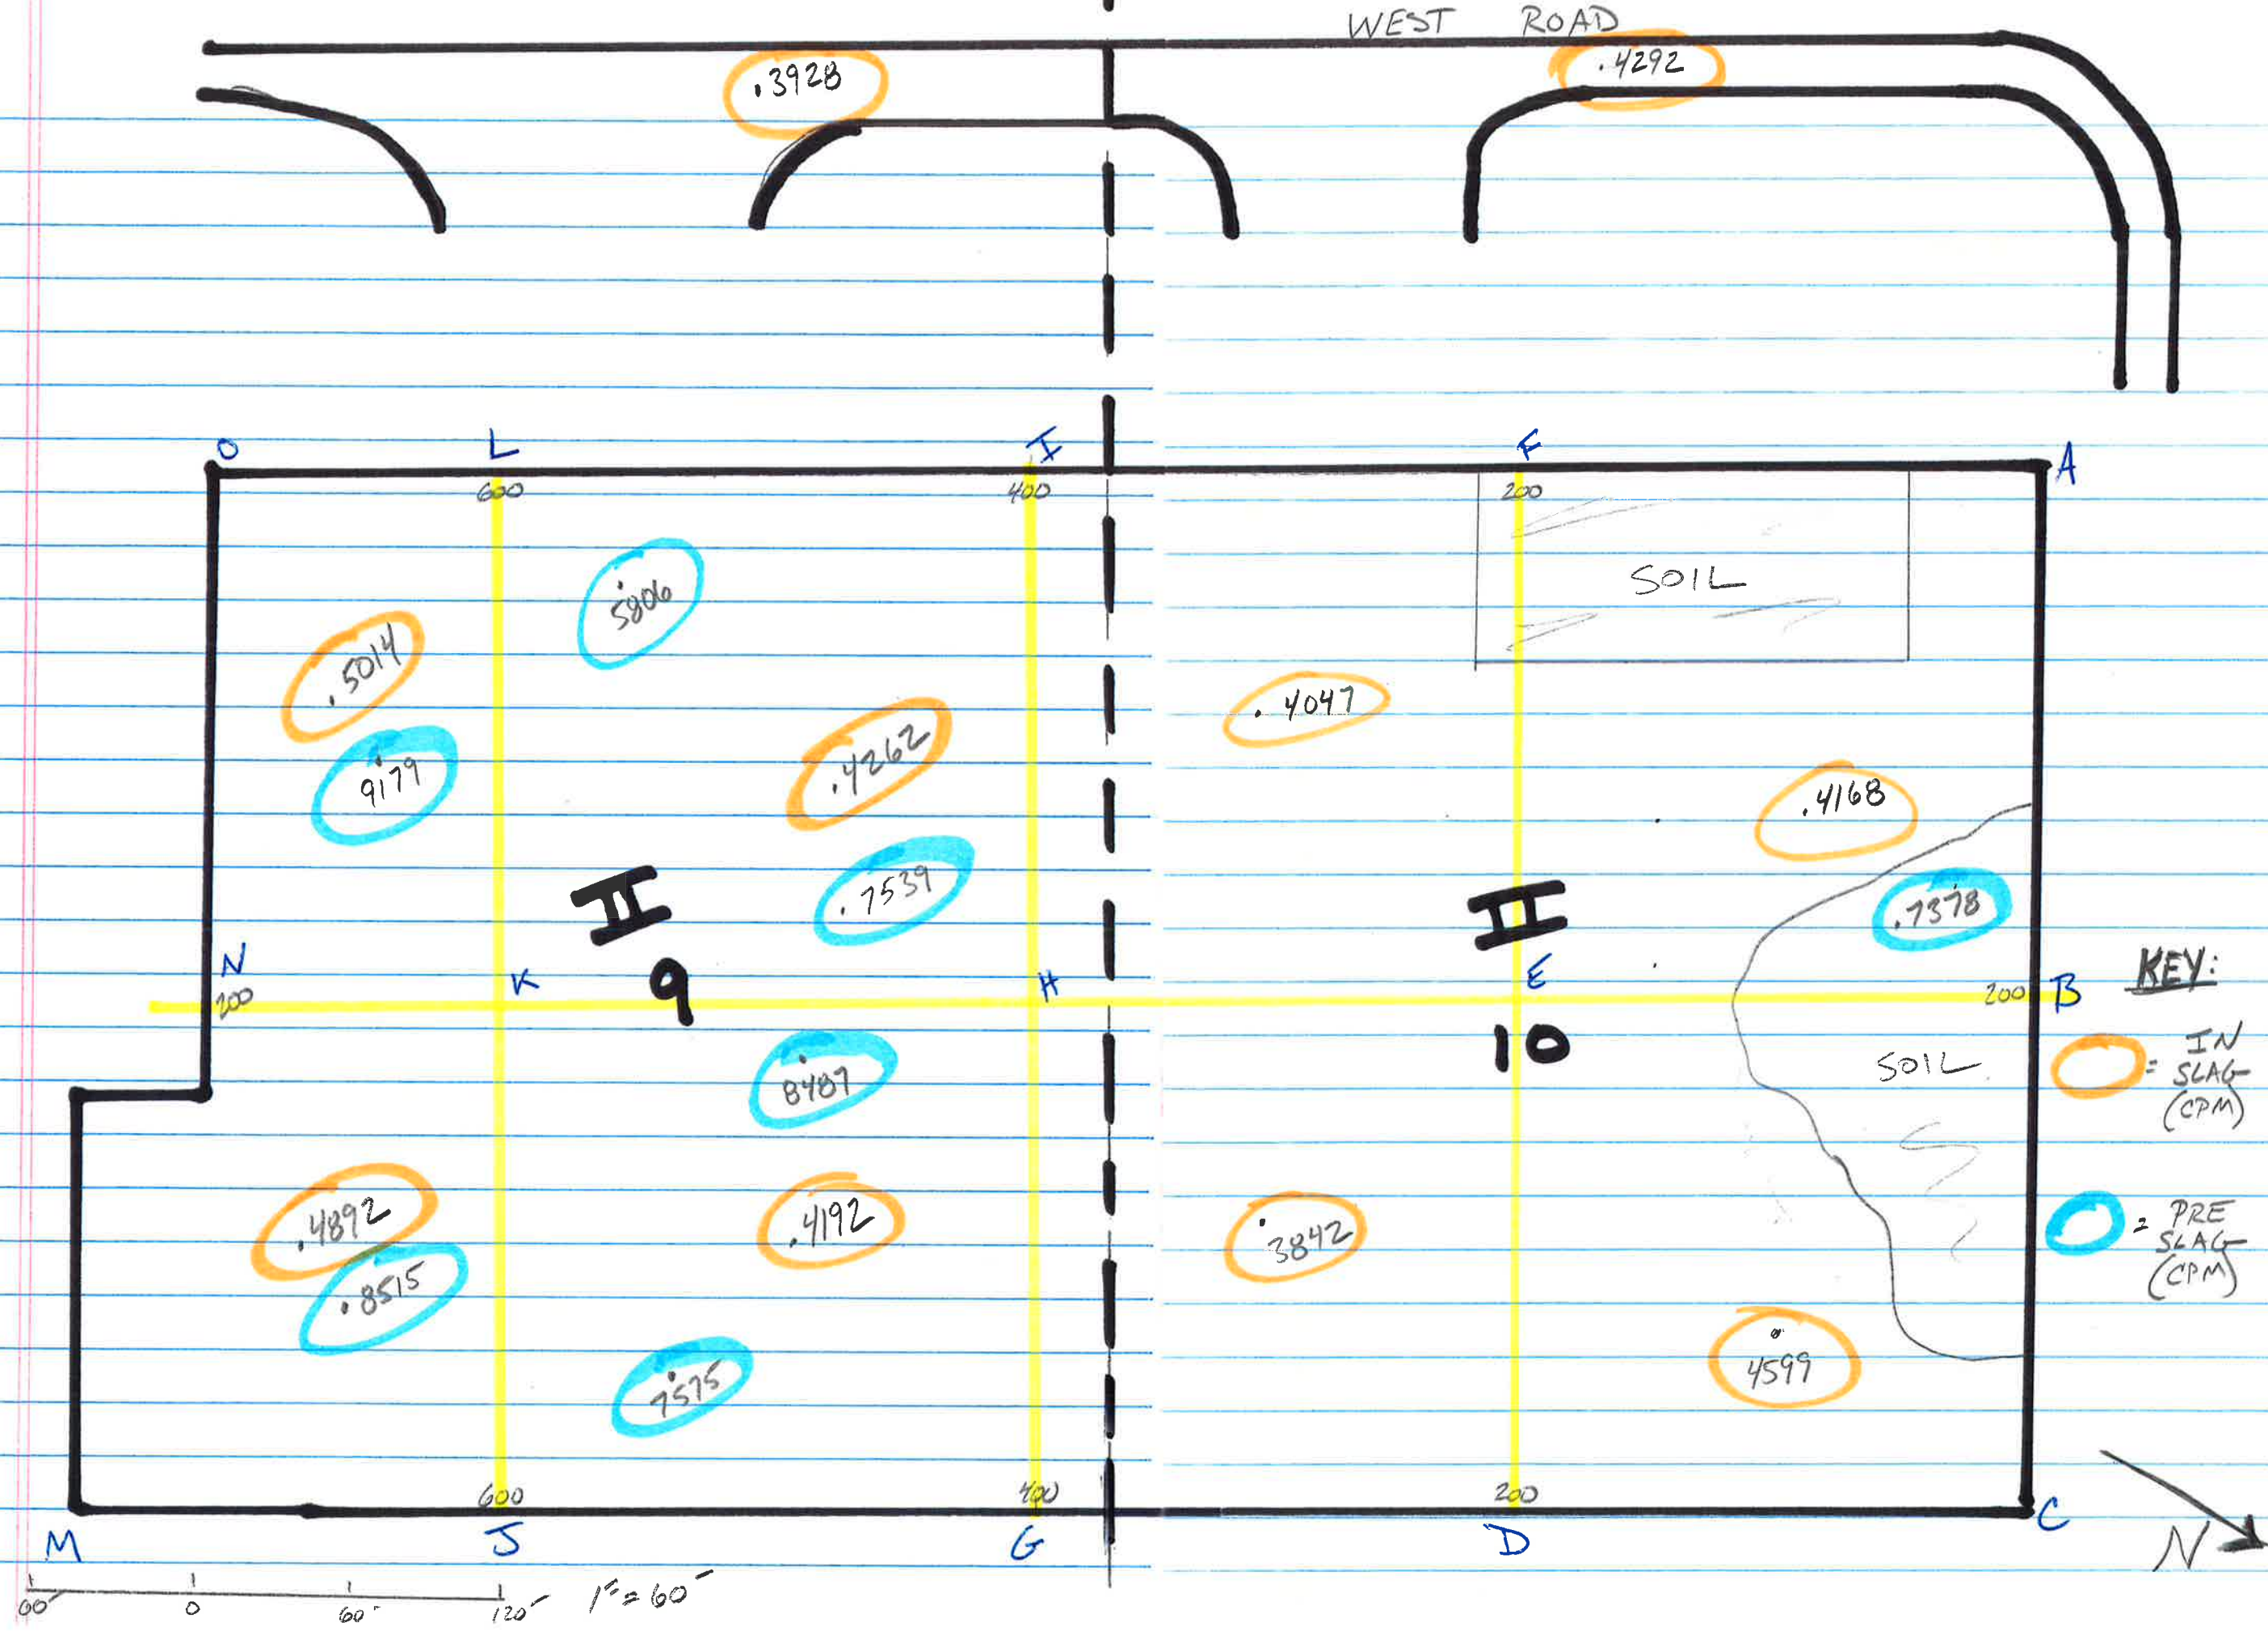 WEST ROAD
.3928
.4292
O
L
I
F
A
600
400
200
5806
SOIL
.5014
.4047
9179
.4262
.4168
.7539
.7378
II
II
N
K
9
H
E
B
KEY:
200
200
10
= IN
SLAG
(CPM)
8487
SOIL
.4892
.4192
3842
= PRE
SLAG
(CPM)
.8515
4599
7575
600
400
200
M
J
G
D
C
N
60'
0
60'
120'
1"=60'